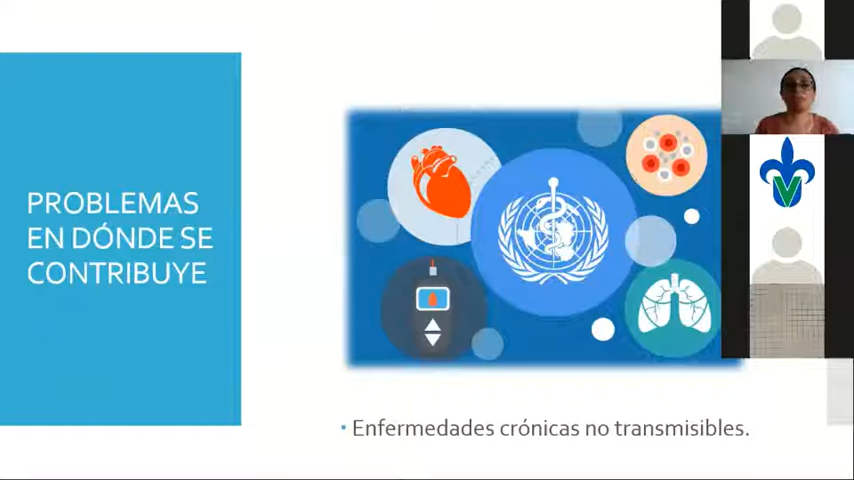 PROBLEMAS
EN DÓNDE SE
CONTRIBUYE
• Enfermedades crónicas no transmisibles.